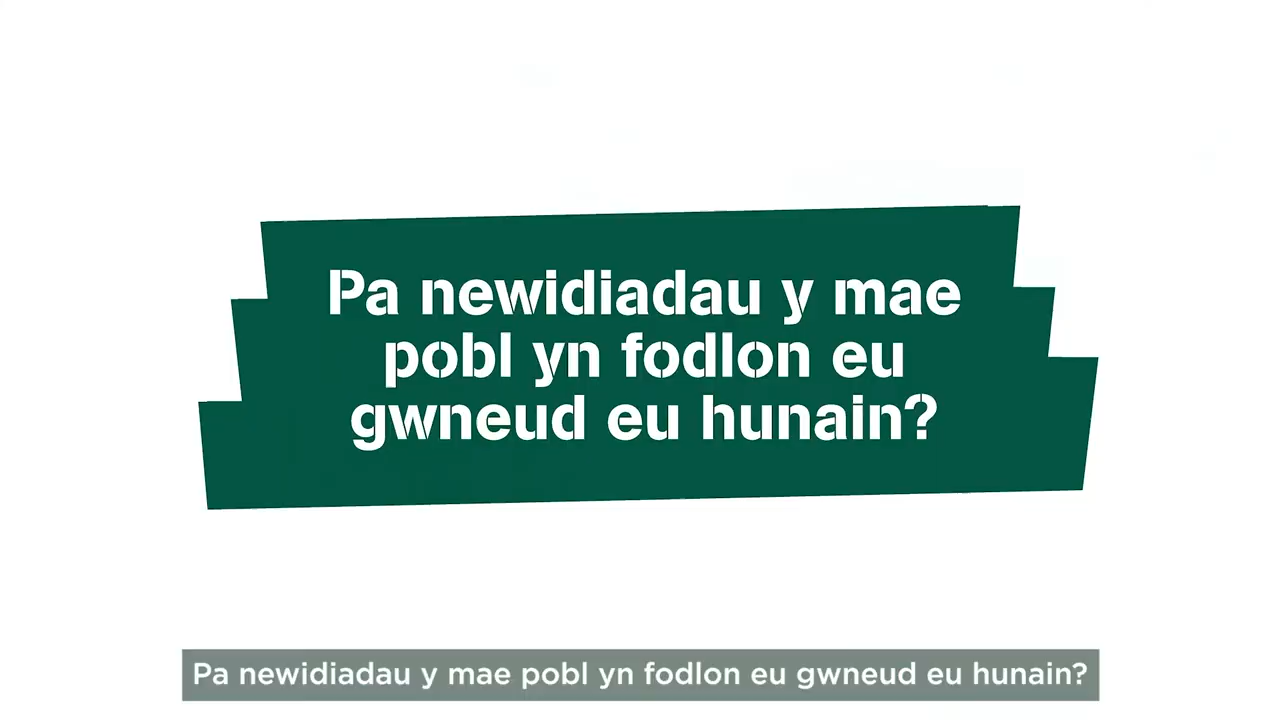 Pa newidiadau y mae
pobl yn fodlon eu
gwneud eu hunain?
Pa newidiadau y mae pobl yn fodlon eu gwneud eu hunain?